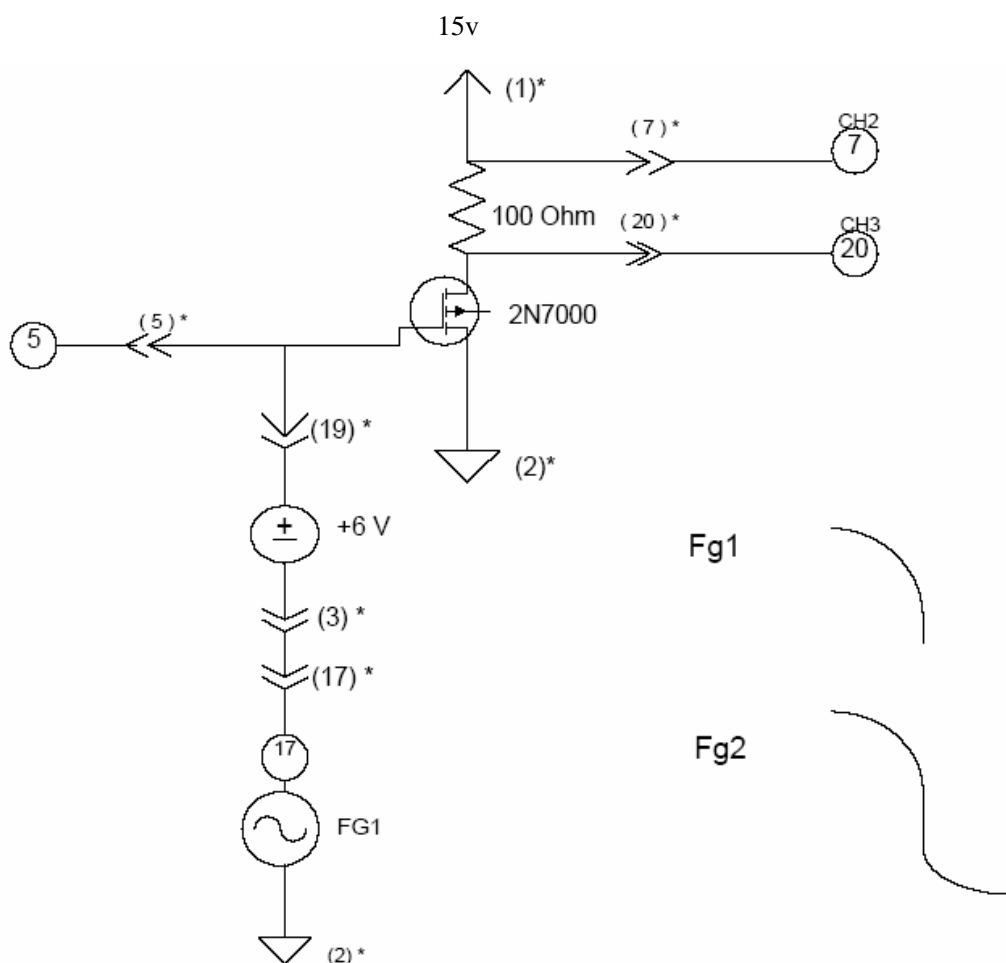 15v
(1)*
(7)*
CH2
7
100 Ohm
(20)*
CH3
20
2N7000
5
(5)*
(19) *
(2)*
+6 V
Fg1
(3) *
(17) *
Fg2
17
FG1
(2) *